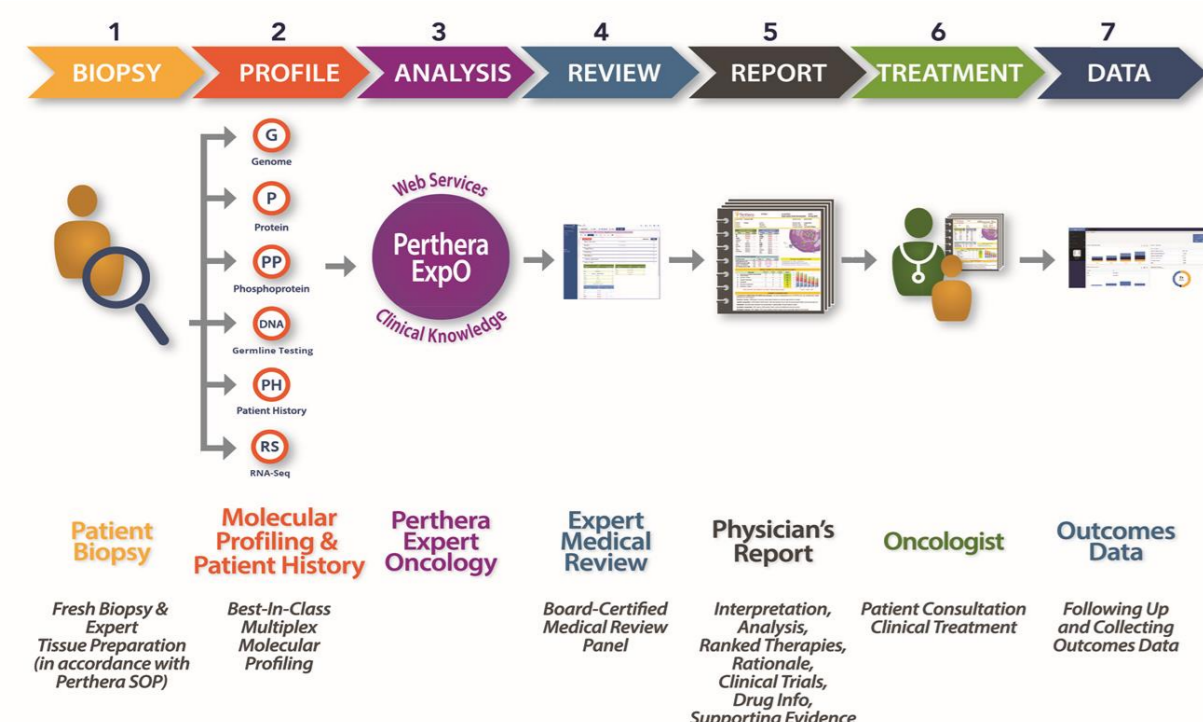 1
2
3
4
5
6
7
BIOPSY
PROFILE
ANALYSIS
REVIEW
REPORT
TREATMENT
DATA
G
Genome
P
Protein
PP
Phosphoprotein
DNA
Germline Testing
PH
Patient History
RS
RNA-Seq
Web Services
Perthera
ExpO
Clinical Knowledge
Patient
Biopsy
Fresh Biopsy &
Expert
Tissue Preparation
(in accordance with
Perthera SOP)
Molecular
Profiling &
Patient History
Best-In-Class
Multiplex
Molecular
Profiling
Perthera
Expert
Oncology
Expert
Medical
Review
Board-Certified
Medical Review
Panel
Physician's
Report
Interpretation,
Analysis,
Ranked Therapies,
Rationale,
Clinical Trials,
Drug Info,
Supporting Evidence
Oncologist
Patient Consultation
Clinical Treatment
Outcomes
Data
Following Up
and Collecting
Outcomes Data